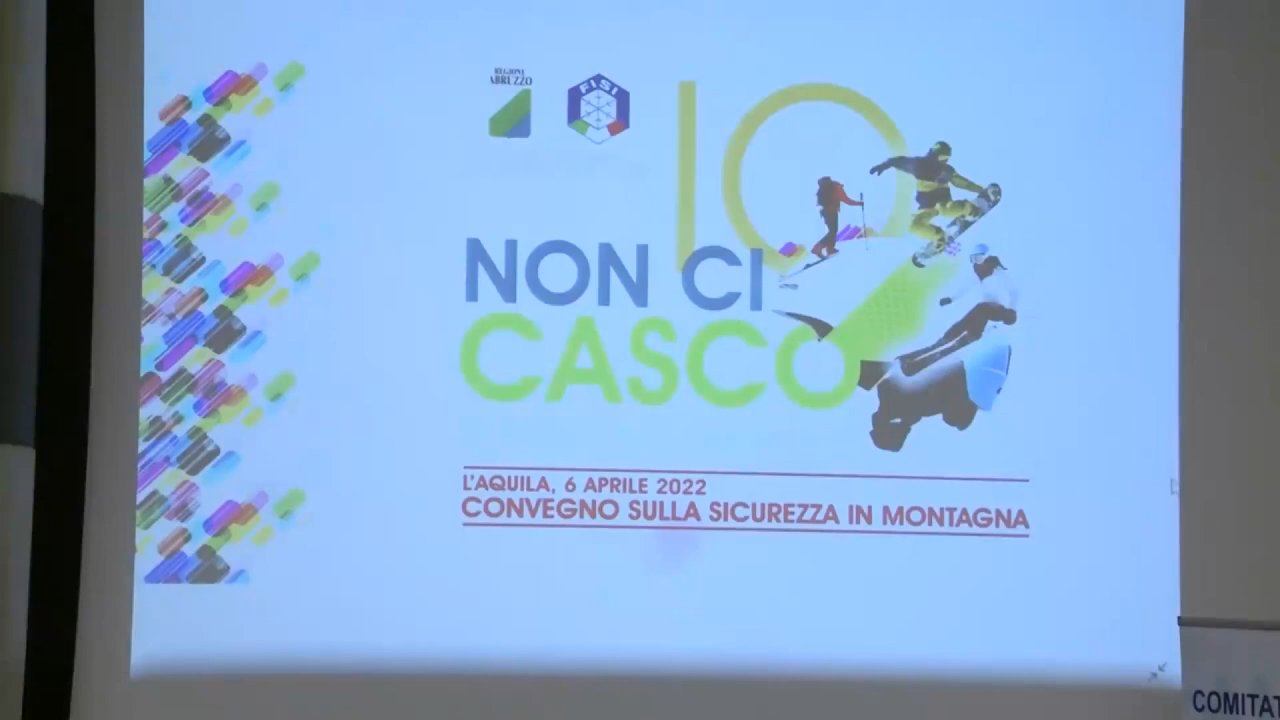 REGIONE
ABRUZZO
FISI
IO
NON CI
CASCO
L'AQUILA, 6 APRILE 2022
CONVEGNO SULLA SICUREZZA IN MONTAGNA
COMITAT